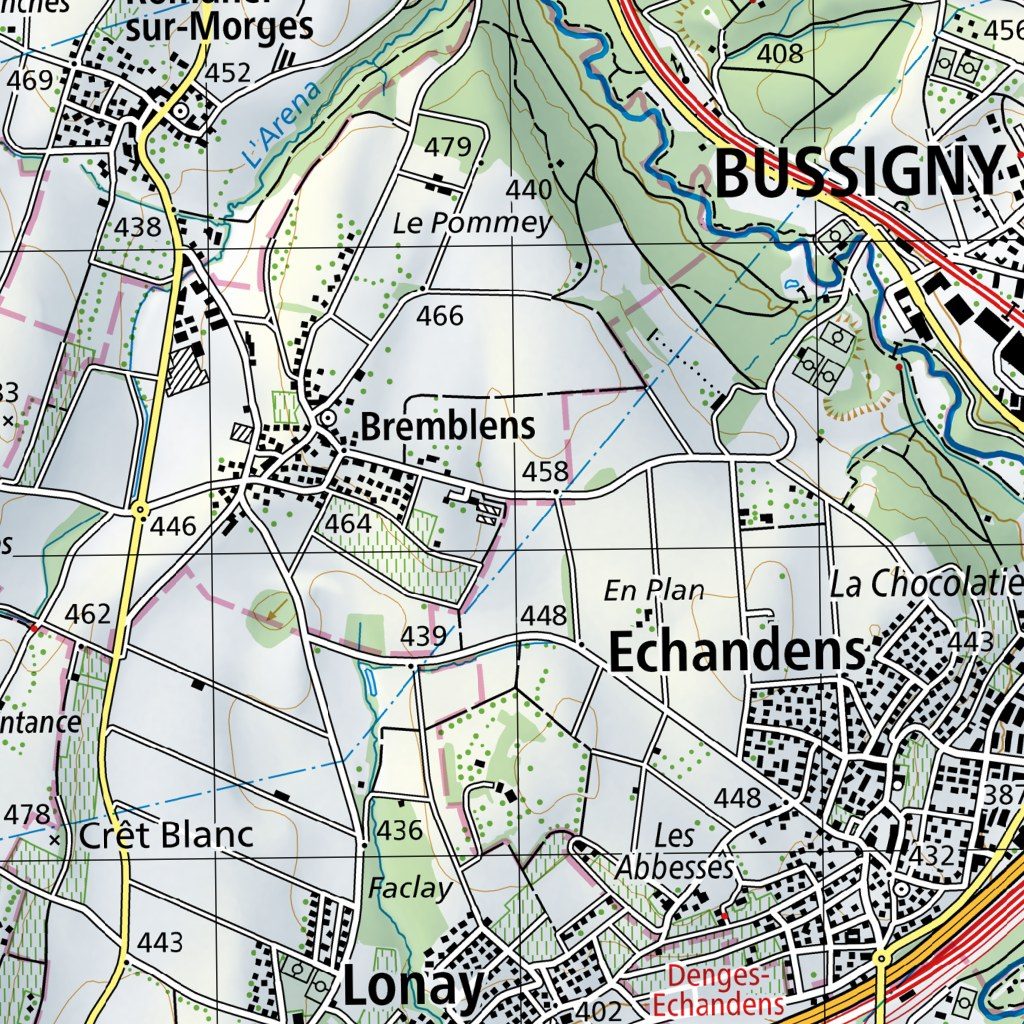 sur-Morges
408
456
469
452
L'Arena
479
BUSSIGNY
440
438
Le Pommey
466
Bremblens
458
446
464
En Plan
La Chocolatiè
462
439
448
443
Echandens
ntance
478
Crêt Blanc
448
387
436
Les
Abbesses
432
Faclay
443
Lonay
Denges-
Echandens
402